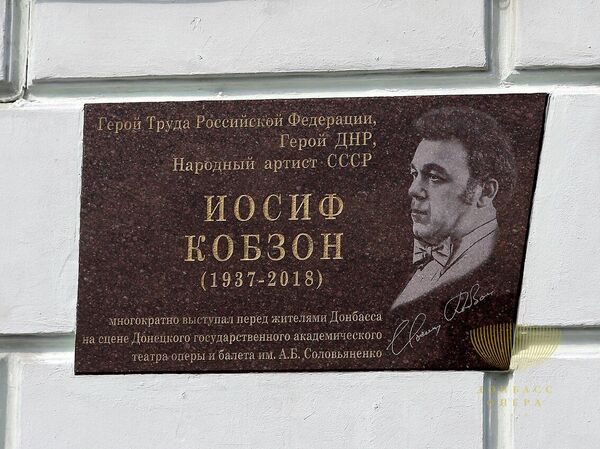 Герой Труда Российской Федерации,
Герой ДНР,
Народный артист СССР
ИОСИФ
КОБЗОН
(1937-2018)
многократно выступал перед жителями Донбасса
на сцене Донецкого государственного академического
театра оперы и балета им. А.Б. Соловьяненко
ДОНБАСС
ОПЕРА